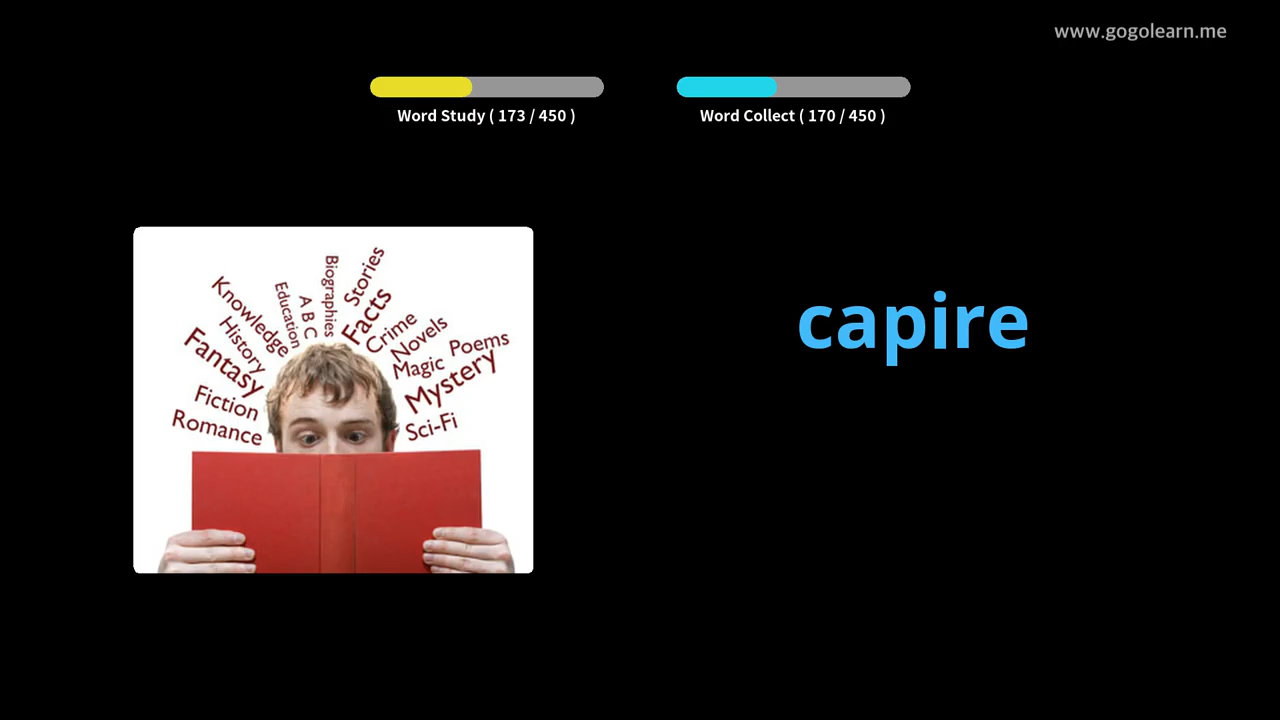 www.gogolearn.me
Word Study ( 173 / 450 )
Word Collect ( 170 / 450 )
Biographies
Stories
Knowledge
Education
A B C
Facts
History
Crime
Novels
Fantasy
Magic
Poems
Mystery
Fiction
Romance
Sci-Fi
capire